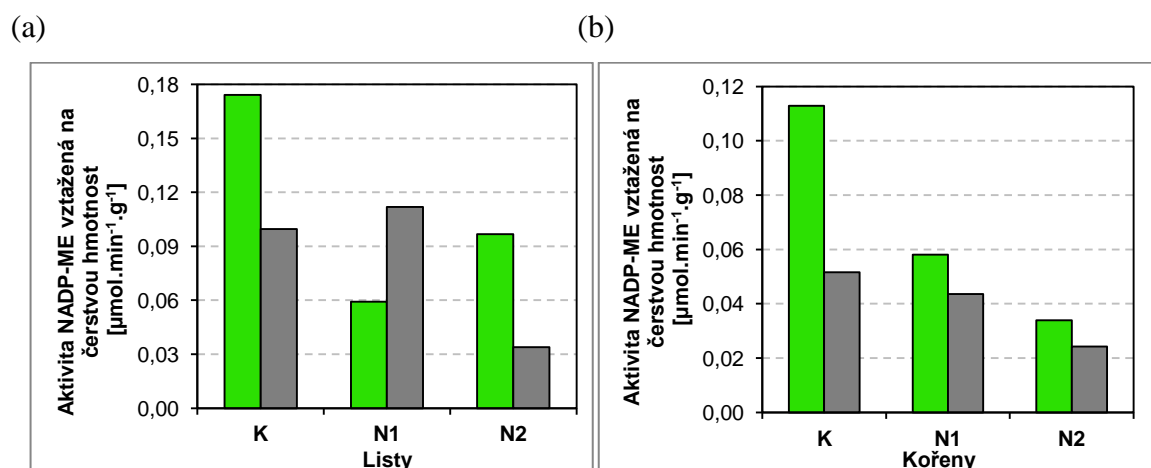 (a)
(b)
Aktivita NADP-ME vztažená na
čerstvou hmotnost
[µmol.min⁻¹.g⁻¹]
0,18
0,15
0,12
0,09
0,06
0,03
0,00
K N1 N2
Listy
Aktivita NADP-ME vztažená na
čerstvou hmotnost
[µmol.min⁻¹.g⁻¹]
0,12
0,10
0,08
0,06
0,04
0,02
0,00
K N1 N2
Kořeny